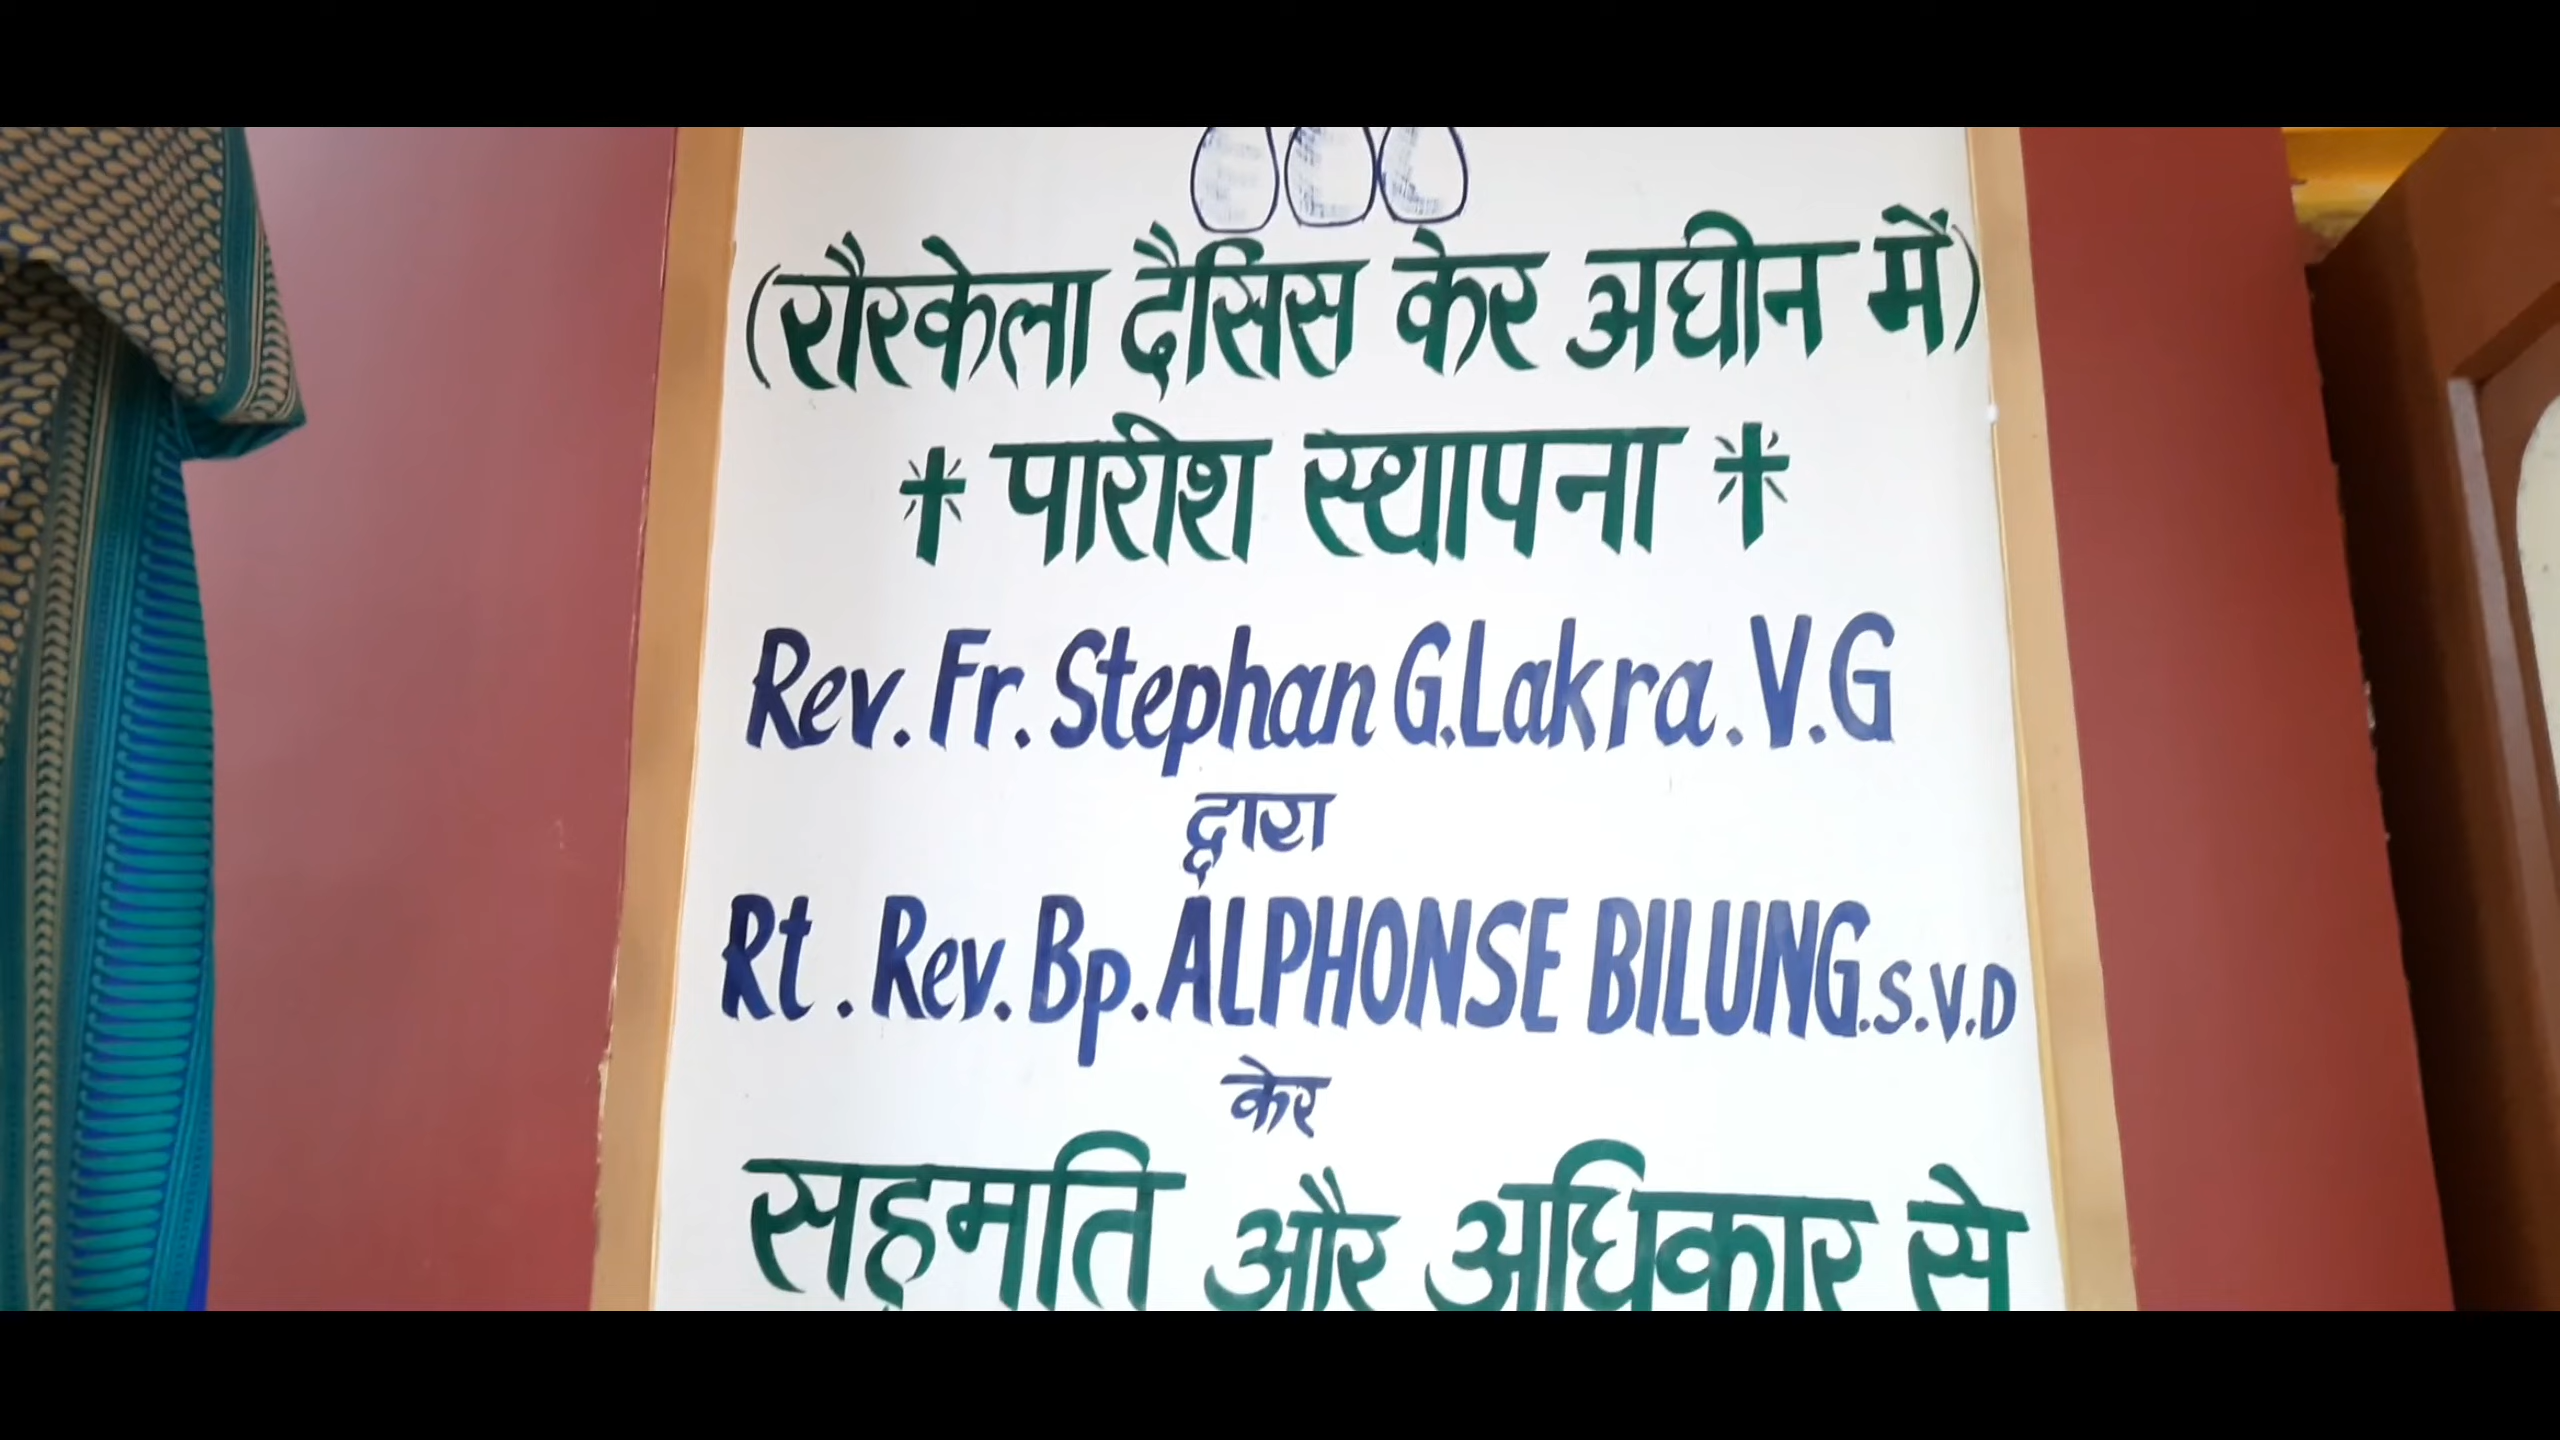 (रौरकेला दैसिस केर अधीन में)
पारीश स्थापना
Rev. Fr. Stephan G. Lakra. V. G
द्वारा
Rt. Rev. Bp. ALPHONSE BILUNG. S.V.D
केर
सहमति और अधिकार से